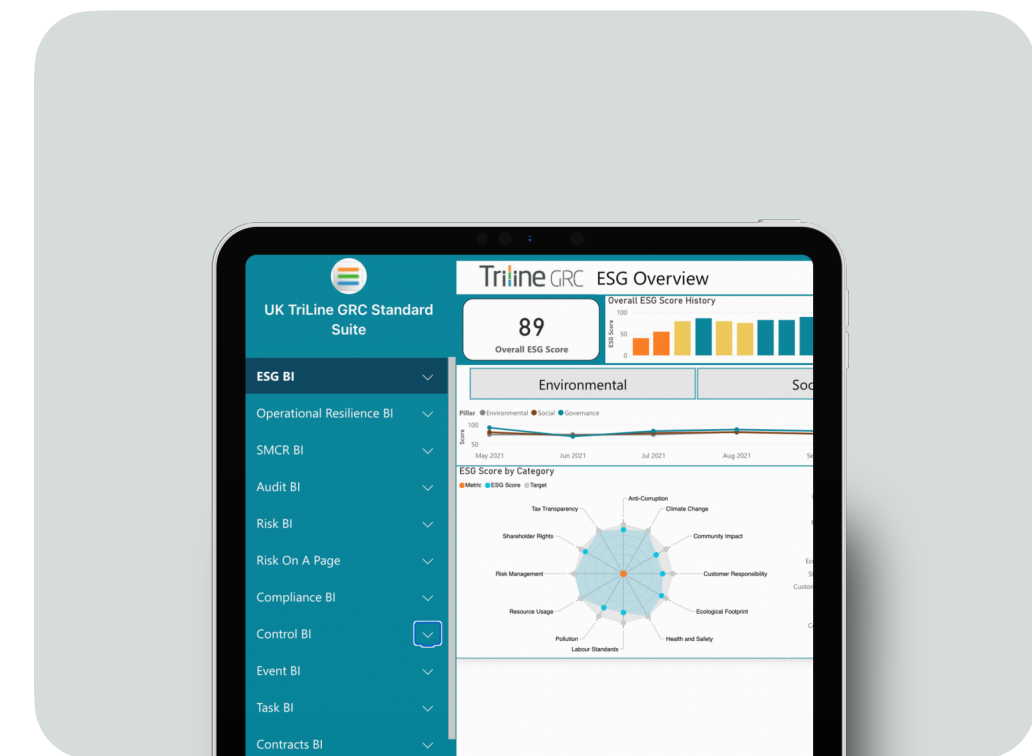 UK TriLine GRC Standard
Suite
ESG BI
Operational Resilience BI
SMCR BI
Audit BI
Risk BI
Risk On A Page
Compliance BI
Control BI
Event BI
Task BI
Contracts BI
TriLine GRC ESG Overview
89
Overall ESG Score
Overall ESG Score History
ESG Score
100
50
0
Environmental
Soc
Pillar Environmental Social Governance
Score
100
50
May 2021 Jun 2021 Jul 2021 Aug 2021 Se
ESG Score by Category
Metric ESG Score Target
Anti-Corruption
Tax Transparency Climate Change
Shareholder Rights Community Impact
Risk Management Customer Responsibility
Resource Usage Ecological Footprint
Pollution Health and Safety
Labour Standards
Ec
Custom